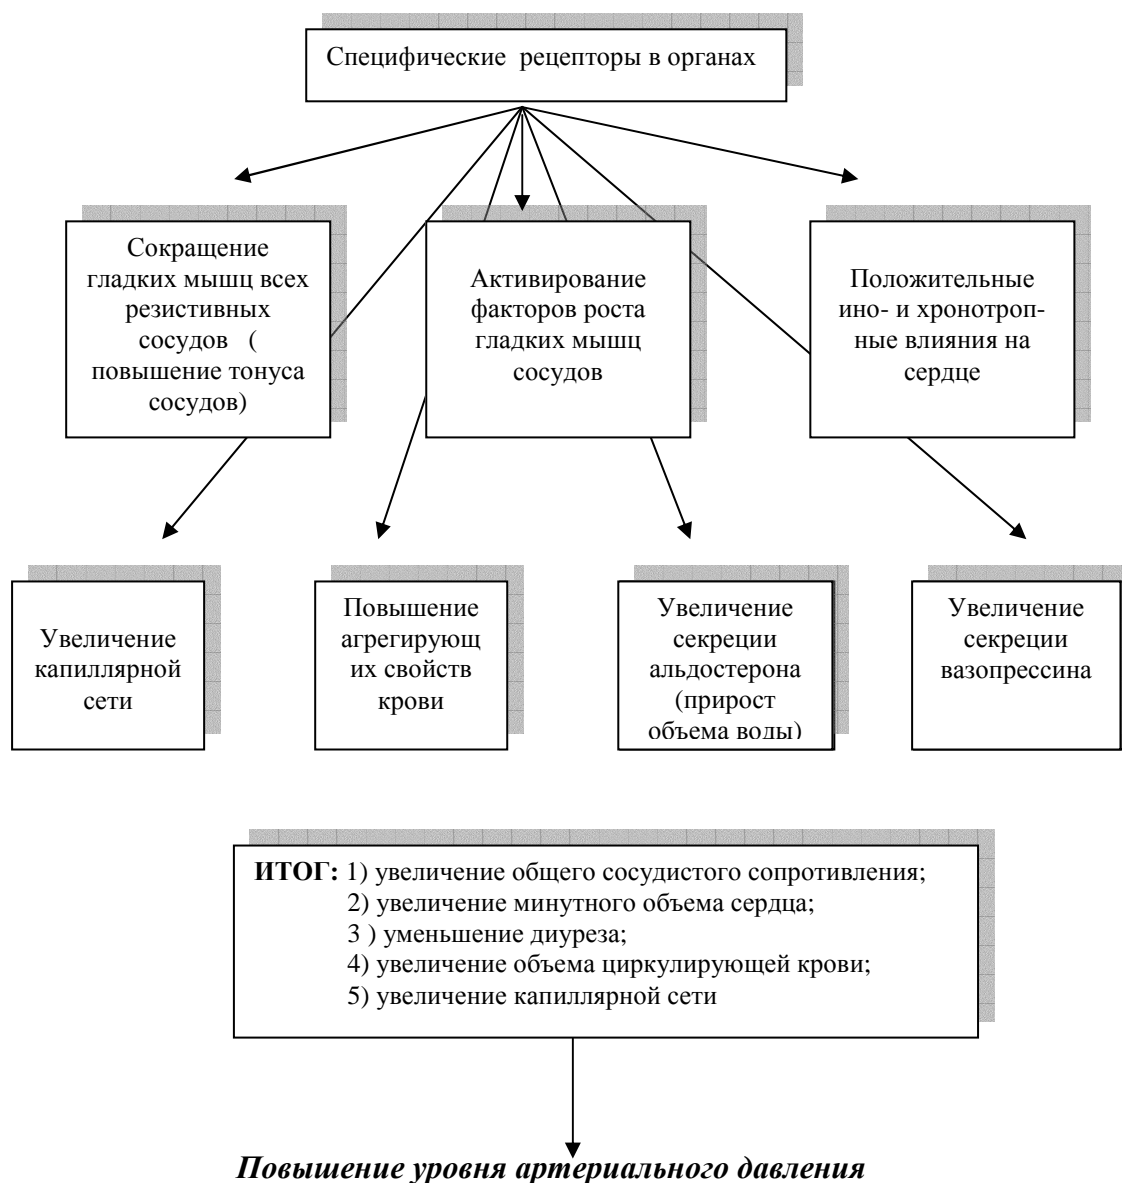 Специфические рецепторы в органах
Сокращение
гладких мышц всех
резистивных
сосудов (
повышение тонуса
сосудов)
Активирование
факторов роста
гладких мышц
сосудов
Положительные
ино- и хронотроп-
ные влияния на
сердце
Увеличение
капиллярной
сети
Повышение
агрегирующ
их свойств
крови
Увеличение
секреции
альдостерона
(прирост
объема воды)
Увеличение
секреции
вазопрессина
ИТОГ: 1) увеличение общего сосудистого сопротивления;
2) увеличение минутного объема сердца;
3 ) уменьшение диуреза;
4) увеличение объема циркулирующей крови;
5) увеличение капиллярной сети
Повышение уровня артериального давления